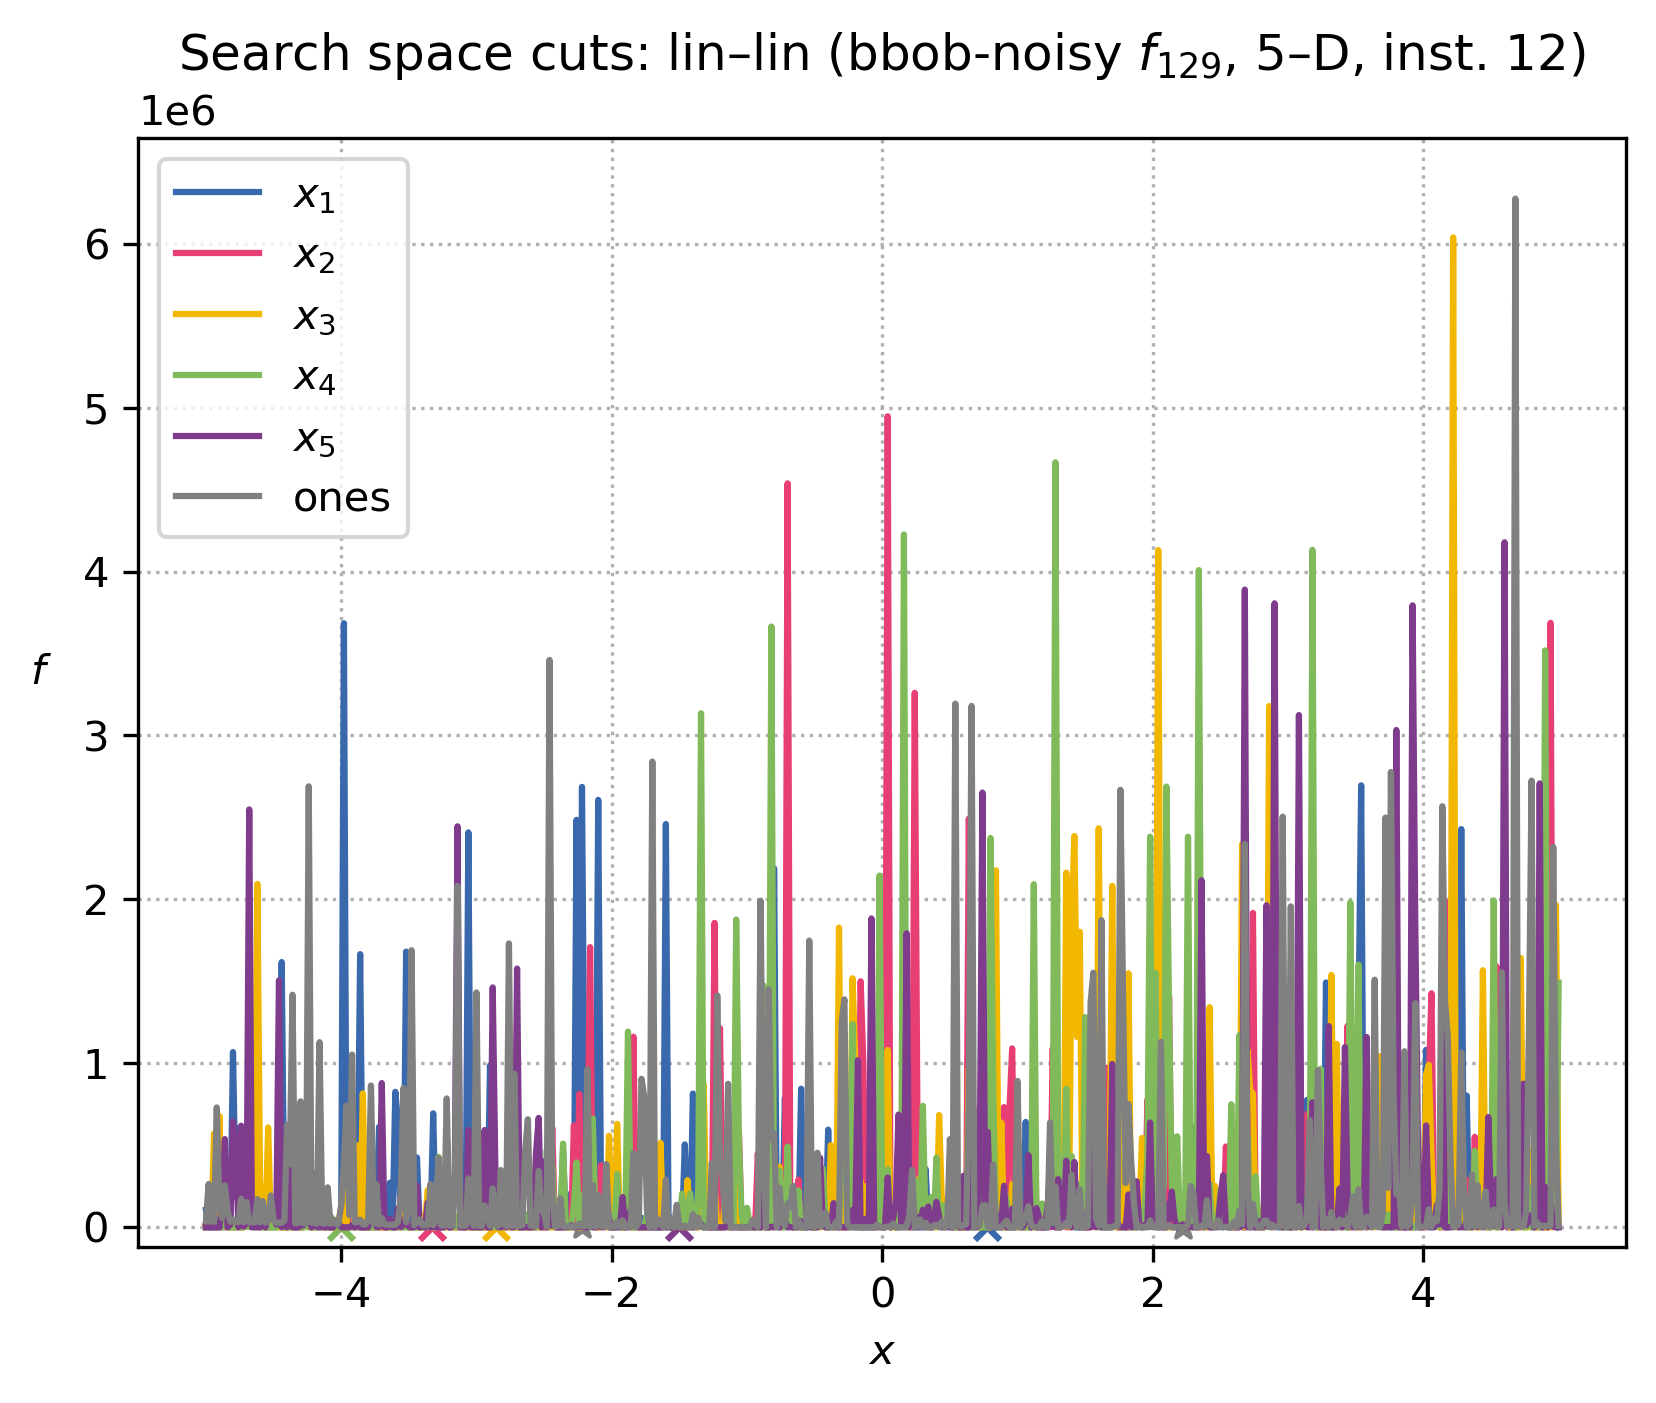 Search space cuts: lin–lin (bbob-noisy f₁₂₉, 5–D, inst. 12)
1e6
x₁
x₂
x₃
x₄
x₅
ones
6
5
4
3
2
1
0
f
−4 −2 0 2 4
x